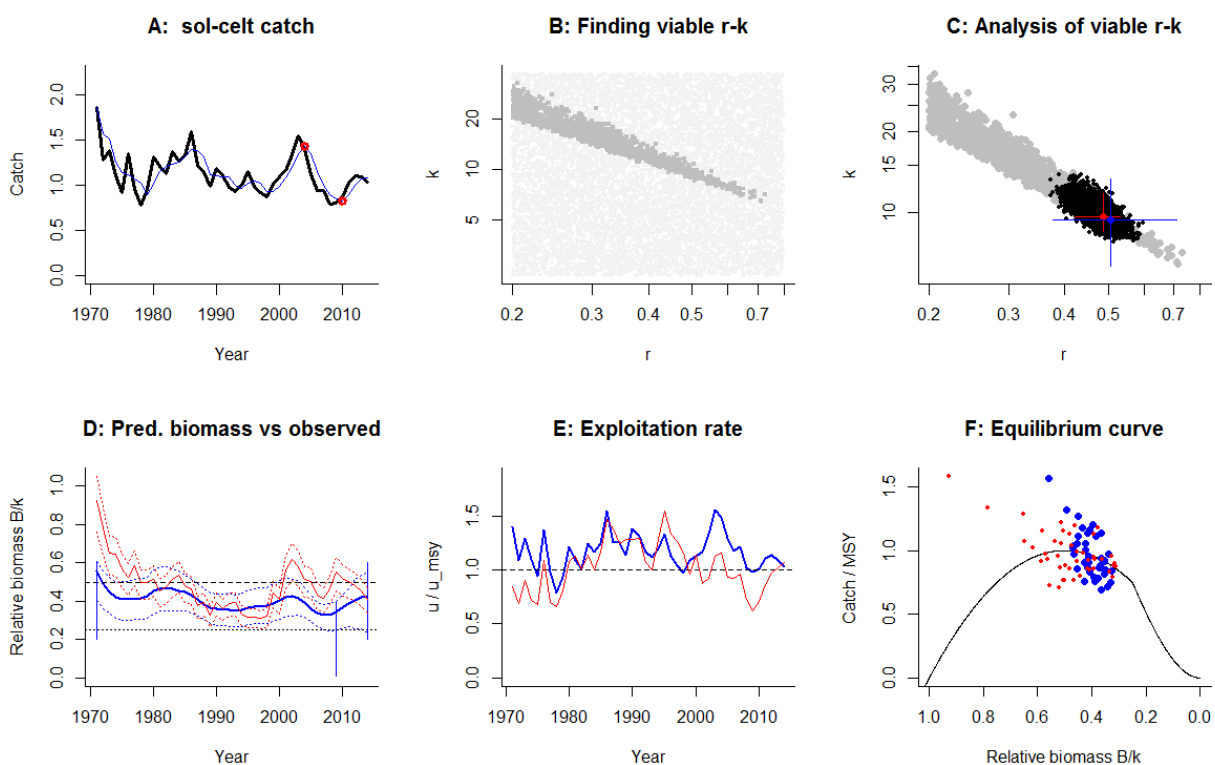 A:  sol-celt catch
B: Finding viable r-k
C: Analysis of viable r-k
Catch
0.0 0.5 1.0 1.5 2.0
1970 1980 1990 2000 2010
Year
k
5 10 20
0.2 0.3 0.4 0.5 0.7
r
k
10 15 20 30
0.2 0.3 0.4 0.5 0.7
r
D: Pred. biomass vs observed
E: Exploitation rate
F: Equilibrium curve
Relative biomass B/k
0.0 0.2 0.4 0.6 0.8 1.0
1970 1980 1990 2000 2010
Year
u / u_msy
0.0 0.5 1.0 1.5
1970 1980 1990 2000 2010
Year
Catch / MSY
0.0 0.5 1.0 1.5
1.0 0.8 0.6 0.4 0.2 0.0
Relative biomass B/k